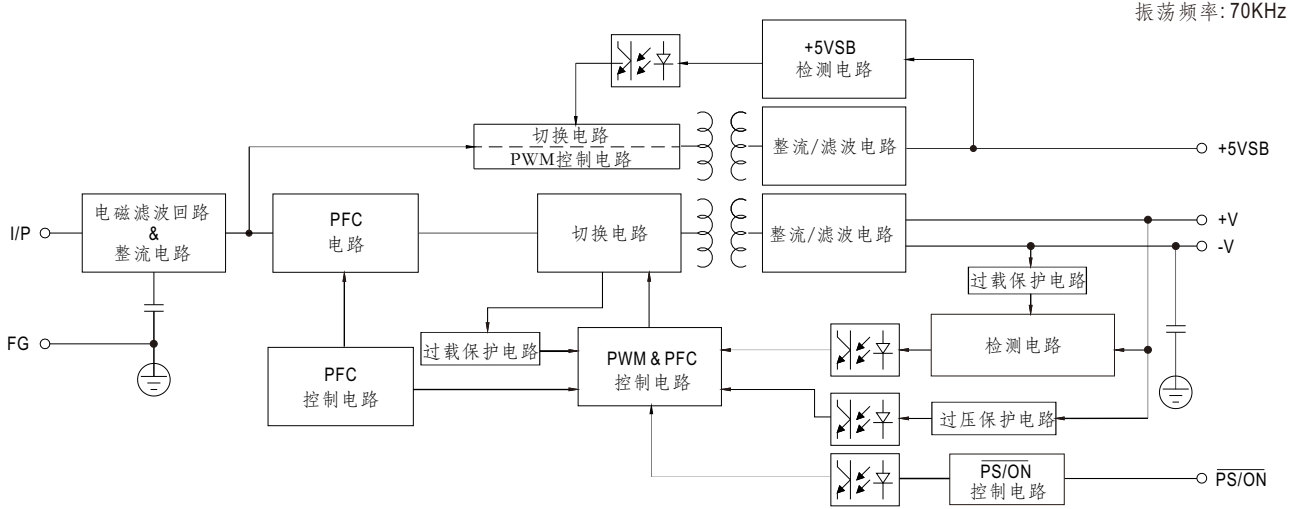 振荡频率: 70KHz
+5VSB
检测电路
切换电路
PWM控制电路
整流/滤波电路
+5VSB
I/P
电磁滤波回路
&
整流电路
PFC
电路
切换电路
整流/滤波电路
+V
-V
过载保护电路
FG
过载保护电路
PWM & PFC
控制电路
检测电路
PFC
控制电路
过压保护电路
PS/ON
控制电路
PS/ON